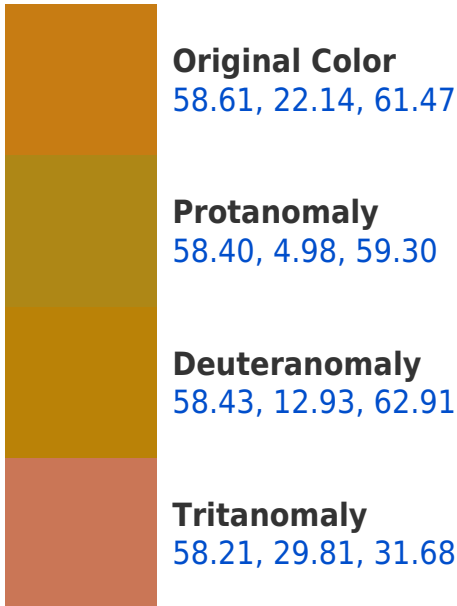 Original Color
58.61, 22.14, 61.47
Protanomaly
58.40, 4.98, 59.30
Deuteranomaly
58.43, 12.93, 62.91
Tritanomaly
58.21, 29.81, 31.68